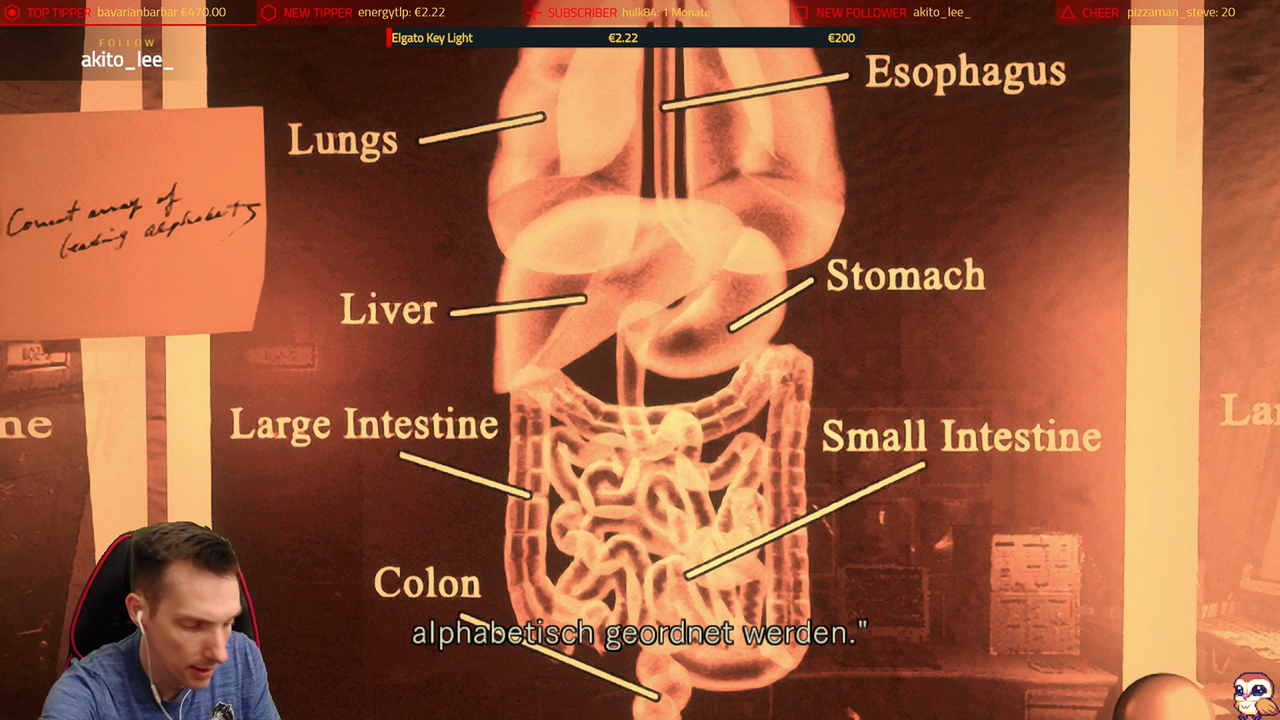 TOP TIPPER bavarianbarbar €470.00
NEW TIPPER energytlp: €2.22
SUBSCRIBER hulk84: 1 Monate
NEW FOLLOWER akito_lee_
CHEER pizzaman_steve: 20
Elgato Key Light €2.22 €200
FOLLOW
akito_lee_
Esophagus
Lungs
Correct array of
leading alphabets
Stomach
Liver
ne
Large Intestine
Small Intestine
La
Colon
alphabetisch geordnet werden."